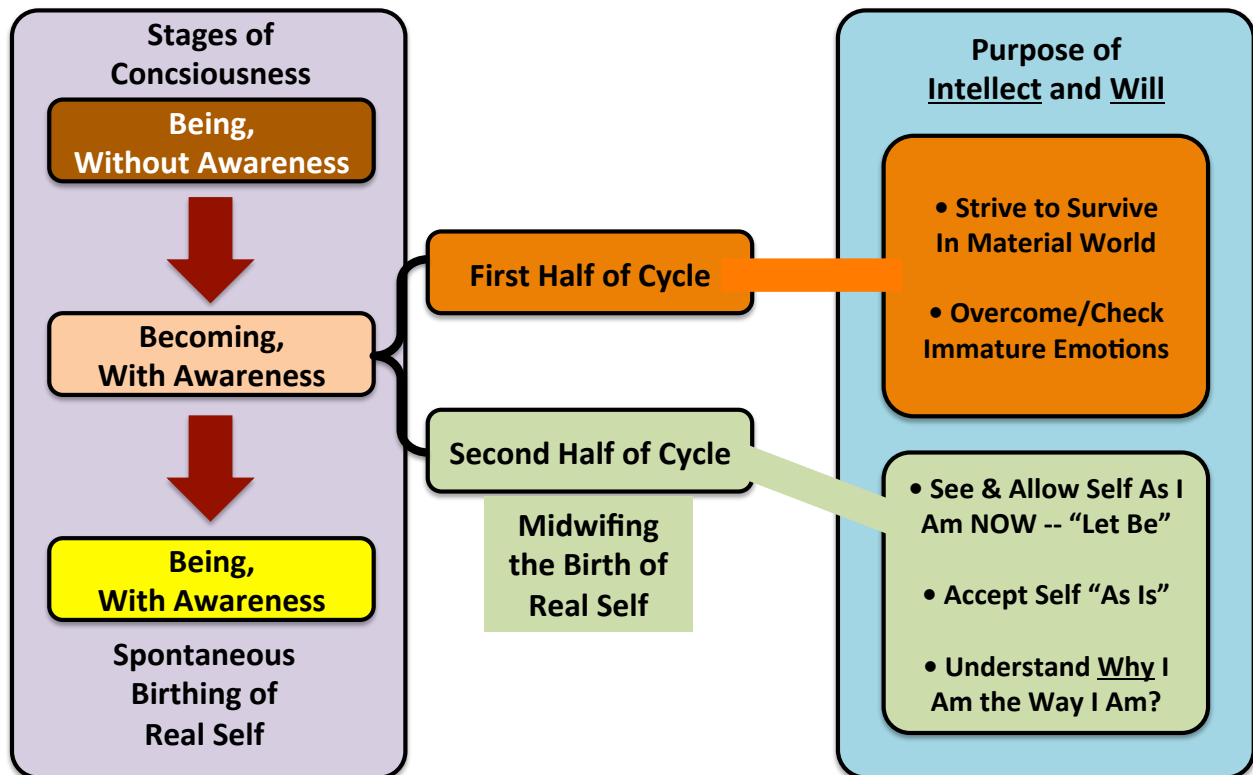 Stages of
Concsiousness
Being,
Without Awareness
Becoming,
With Awareness
Being,
With Awareness
Spontaneous
Birthing of
Real Self
First Half of Cycle
Second Half of Cycle
Midwifing
the Birth of
Real Self
Purpose of
Intellect and Will
• Strive to Survive
In Material World
• Overcome/Check
Immature Emotions
• See & Allow Self As I
Am NOW -- “Let Be”
• Accept Self “As Is”
• Understand Why I
Am the Way I Am?